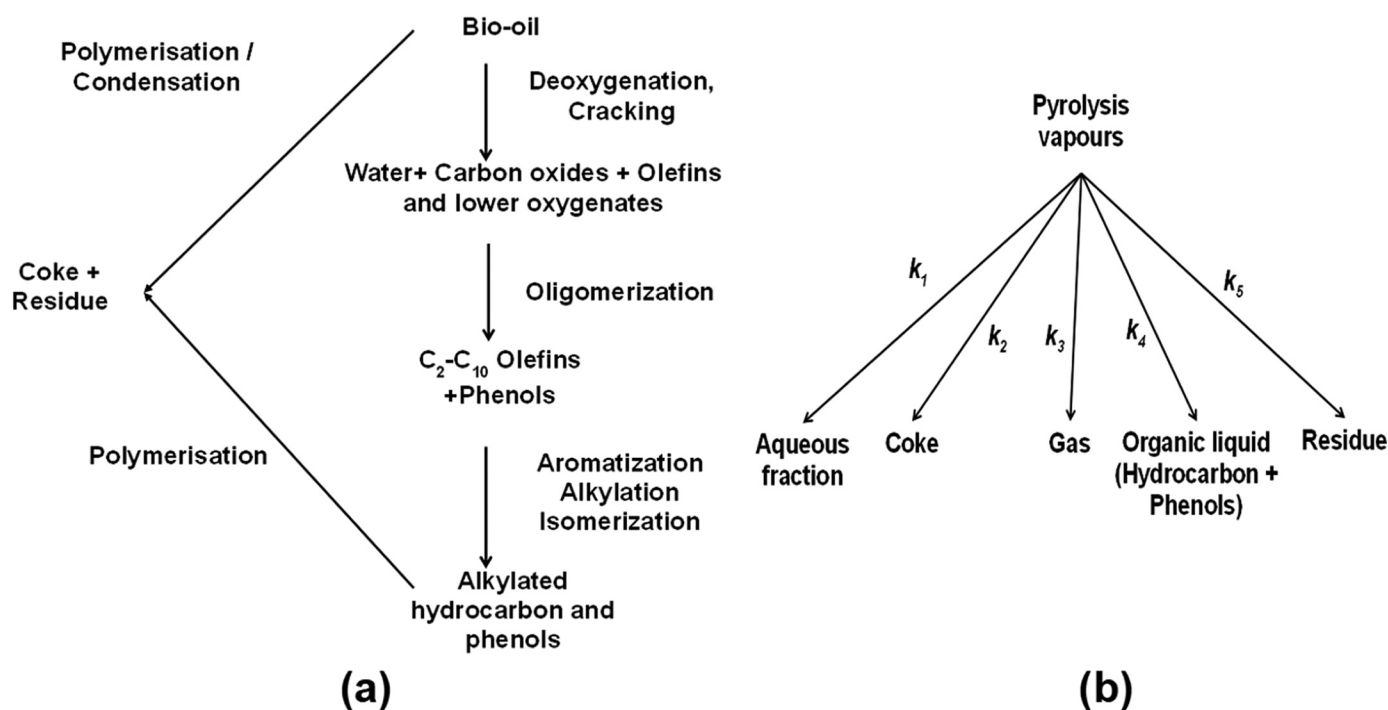 Bio-oil
Polymerisation /
Condensation
Deoxygenation,
Cracking
Water+ Carbon oxides + Olefins
and lower oxygenates
Coke +
Residue
Oligomerization
C₂-C₁₀ Olefins
+Phenols
Polymerisation
Aromatization
Alkylation
Isomerization
Alkylated
hydrocarbon and
phenols
(a)
Pyrolysis
vapours
k₁
k₂
k₃
k₄
k₅
Aqueous
fraction
Coke
Gas
Organic liquid
(Hydrocarbon +
Phenols)
Residue
(b)